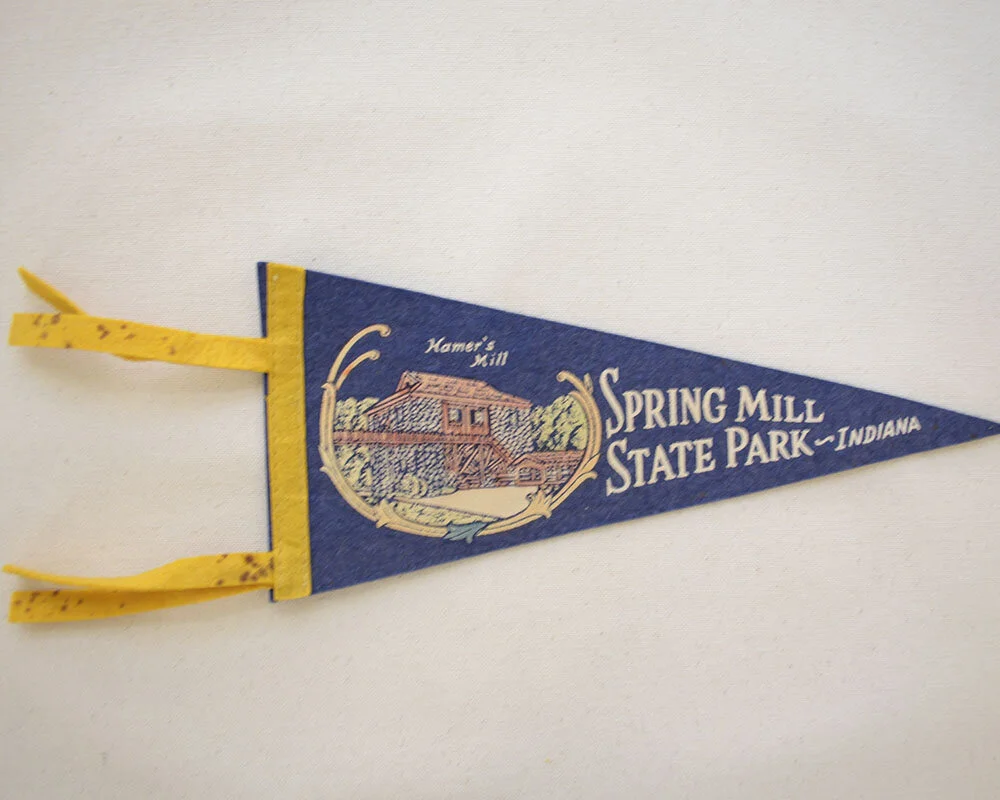 Hamer's
Mill
SPRING MILL
STATE PARK~INDIANA